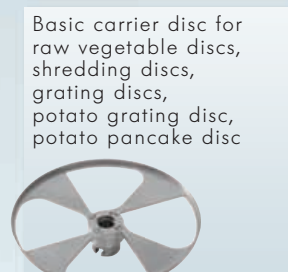 Basic carrier disc for
raw vegetable discs,
shredding discs,
grating discs,
potato grating disc,
potato pancake disc